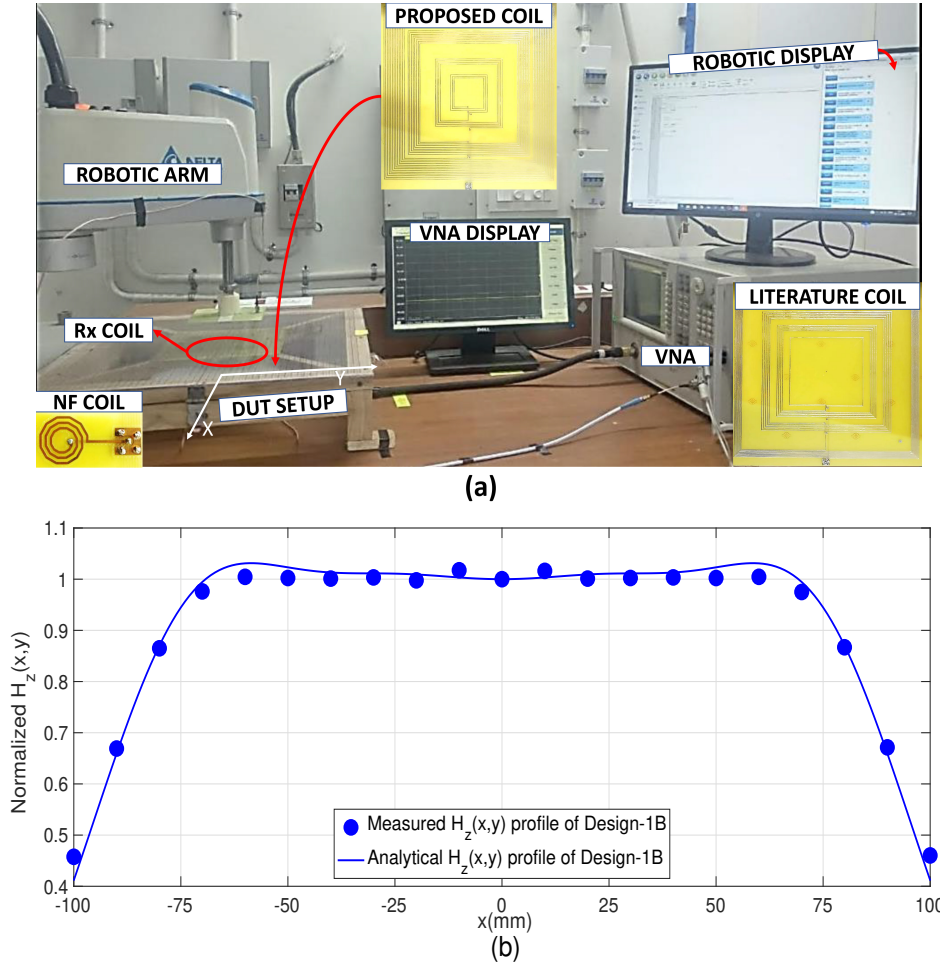 PROPOSED COIL
ROBOTIC DISPLAY
DELTA
ROBOTIC ARM
VNA DISPLAY
LITERATURE COIL
Rx COIL
VNA
Y
NF COIL
DUT SETUP
X
DELL
(a)
1.1
1
0.9
0.8
0.7
0.6
0.5
0.4
Normalized H_z(x,y)
Measured H_z(x,y) profile of Design-1B
Analytical H_z(x,y) profile of Design-1B
-100 -75 -50 -25 0 25 50 75 100
x(mm)
(b)